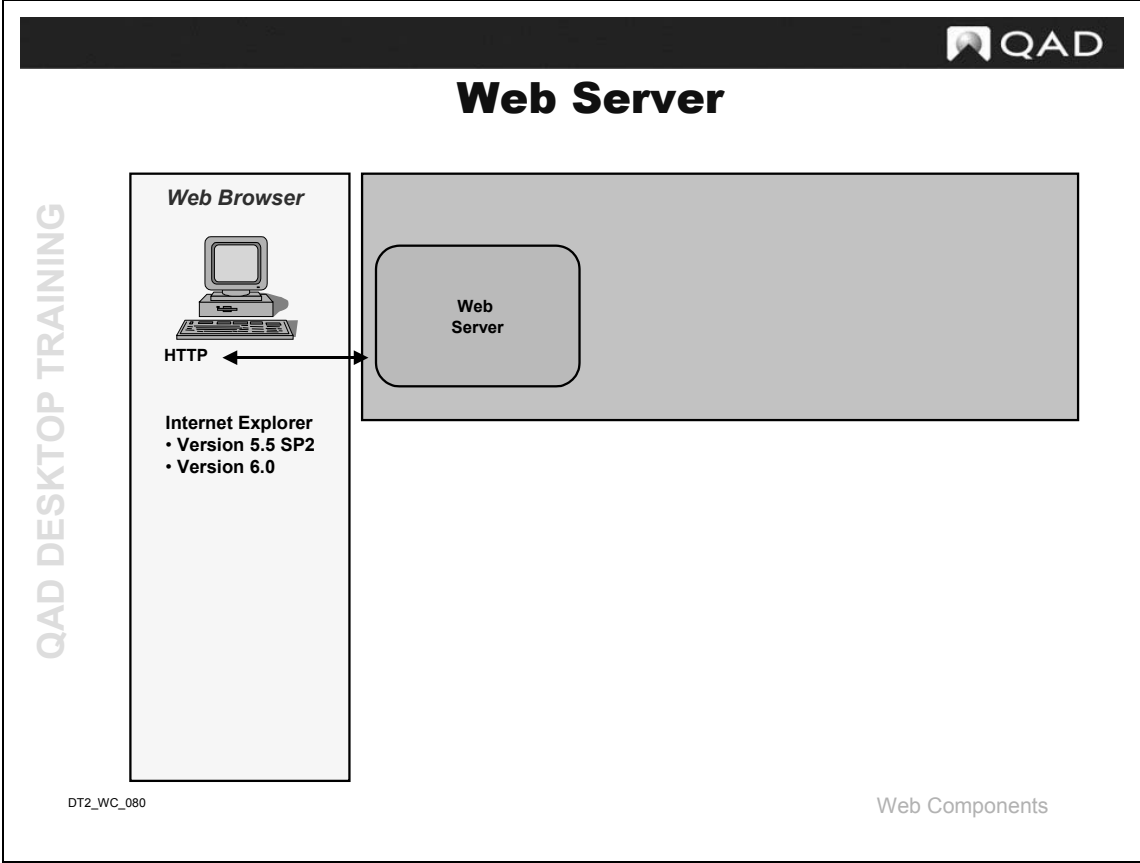 QAD
Web Server
QAD DESKTOP TRAINING
Web Browser
HTTP
Internet Explorer
• Version 5.5 SP2
• Version 6.0
Web
Server
DT2_WC_080
Web Components